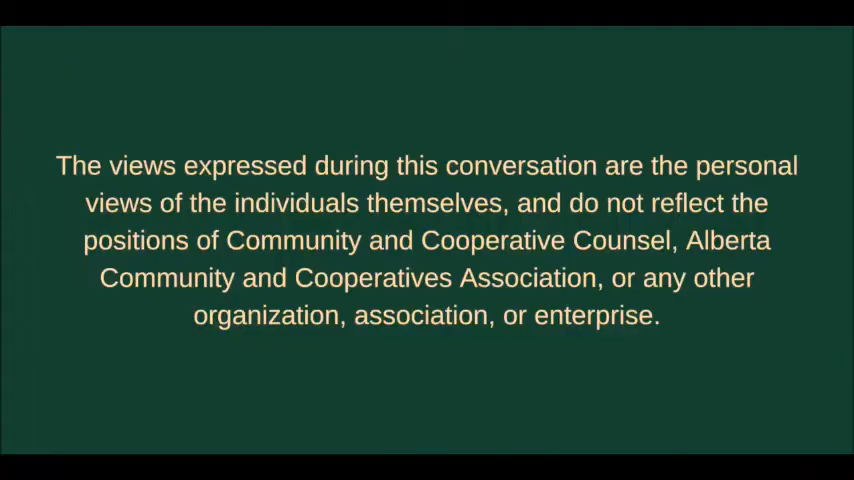 The views expressed during this conversation are the personal
views of the individuals themselves, and do not reflect the
positions of Community and Cooperative Counsel, Alberta
Community and Cooperatives Association, or any other
organization, association, or enterprise.